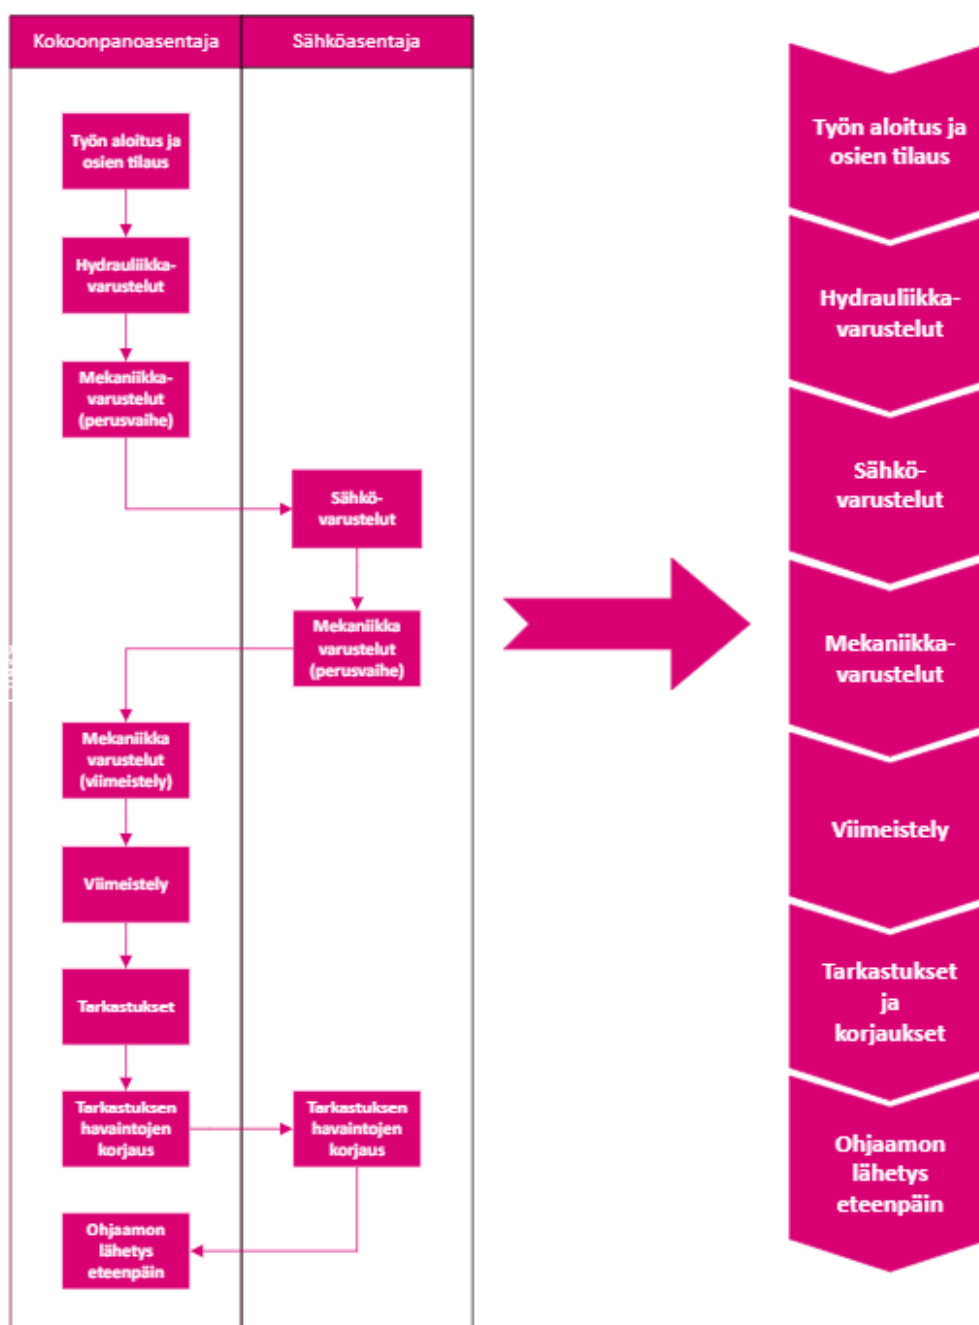 Kokoonpanoasentaja
Sähköasentaja
Työn aloitus ja
osien tilaus
Hydrauliikka-
varustelut
Mekaniikka-
varustelut
(perusvaihe)
Sähkö-
varustelut
Mekaniikka
varustelut
(perusvaihe)
Mekaniikka
varustelut
(viimeistely)
Viimeistely
Tarkastukset
Tarkastuksen
havaintojen
korjaus
Tarkastuksen
havaintojen
korjaus
Ohjaamon
lähetys
eteenpäin
Työn aloitus ja
osien tilaus
Hydrauliikka-
varustelut
Sähkö-
varustelut
Mekaniikka-
varustelut
Viimeistely
Tarkastukset
ja
korjaukset
Ohjaamon
lähetys
eteenpäin